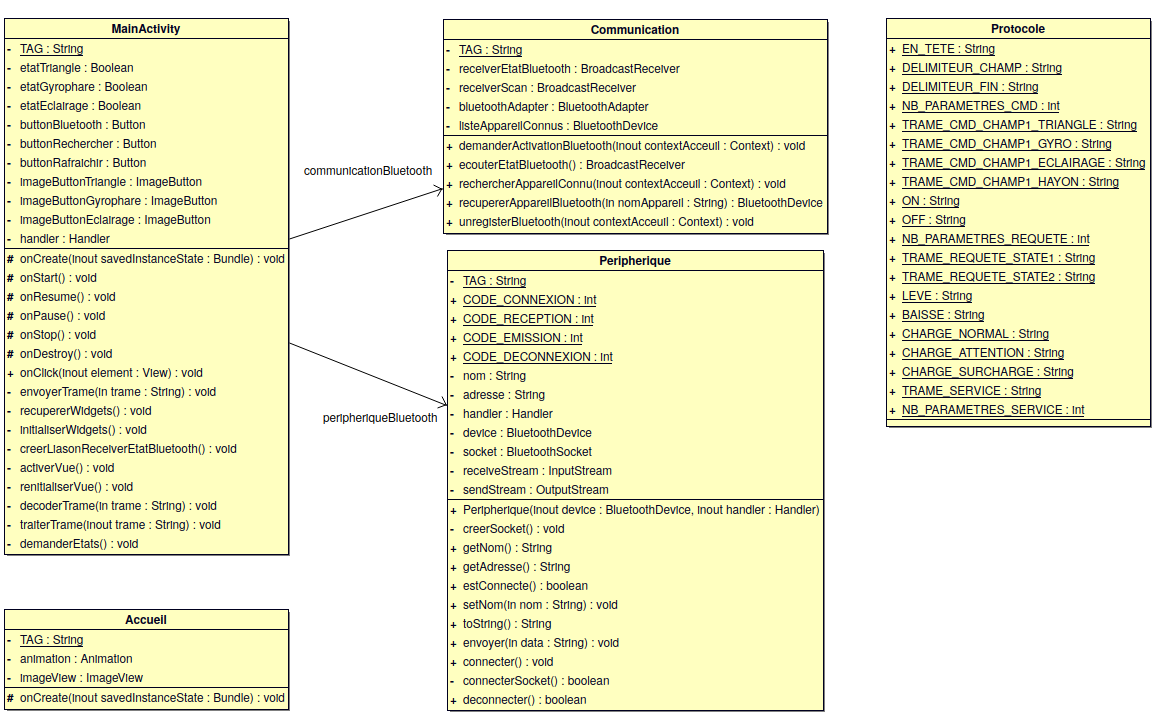 MainActivity
- TAG : String
- etatTriangle : Boolean
- etatGyrophare : Boolean
- etatEclairage : Boolean
- buttonBluetooth : Button
- buttonRechercher : Button
- buttonRafraichir : Button
- imageButtonTriangle : ImageButton
- imageButtonGyrophare : ImageButton
- imageButtonEclairage : ImageButton
- handler : Handler
# onCreate(inout savedInstanceState : Bundle) : void
# onStart() : void
# onResume() : void
# onPause() : void
# onStop() : void
# onDestroy() : void
+ onClick(inout element : View) : void
- envoyerTrame(in trame : String) : void
- recupererWidgets() : void
- initialiserWidgets() : void
- creerLiasonReceiverEtatBluetooth() : void
- activerVue() : void
- renitialiserVue() : void
- decoderTrame(in trame : String) : void
- traiterTrame(inout trame : String) : void
- demanderEtats() : void
Accueil
- TAG : String
- animation : Animation
- imageView : ImageView
# onCreate(inout savedInstanceState : Bundle) : void
communicationBluetooth
peripheriqueBluetooth
Communication
- TAG : String
- receiverEtatBluetooth : BroadcastReceiver
- receiverScan : BroadcastReceiver
- bluetoothAdapter : BluetoothAdapter
- listeAppareilConnus : BluetoothDevice
+ demanderActivationBluetooth(inout contextAcceuil : Context) : void
+ ecouterEtatBluetooth() : BroadcastReceiver
+ rechercherAppareilConnu(inout contextAcceuil : Context) : void
+ recupererAppareilBluetooth(in nomAppareil : String) : BluetoothDevice
+ unregisterBluetooth(inout contextAcceuil : Context) : void
Peripherique
- TAG : String
+ CODE_CONNEXION : int
+ CODE_RECEPTION : int
+ CODE_EMISSION : int
+ CODE_DECONNEXION : int
- nom : String
- adresse : String
- handler : Handler
- device : BluetoothDevice
- socket : BluetoothSocket
- receiveStream : InputStream
- sendStream : OutputStream
+ Peripherique(inout device : BluetoothDevice, inout handler : Handler)
- creerSocket() : void
+ getNom() : String
+ getAdresse() : String
+ estConnecte() : boolean
+ setNom(in nom : String) : void
+ toString() : String
+ envoyer(in data : String) : void
+ connecter() : void
- connecterSocket() : boolean
+ deconnecter() : boolean
Protocole
+ EN_TETE : String
+ DELIMITEUR_CHAMP : String
+ DELIMITEUR_FIN : String
+ NB_PARAMETRES_CMD : int
+ TRAME_CMD_CHAMP1_TRIANGLE : String
+ TRAME_CMD_CHAMP1_GYRO : String
+ TRAME_CMD_CHAMP1_ECLAIRAGE : String
+ TRAME_CMD_CHAMP1_HAYON : String
+ ON : String
+ OFF : String
+ NB_PARAMETRES_REQUETE : int
+ TRAME_REQUETE_STATE1 : String
+ TRAME_REQUETE_STATE2 : String
+ LEVE : String
+ BAISSE : String
+ CHARGE_NORMAL : String
+ CHARGE_ATTENTION : String
+ CHARGE_SURCHARGE : String
+ TRAME_SERVICE : String
+ NB_PARAMETRES_SERVICE : int